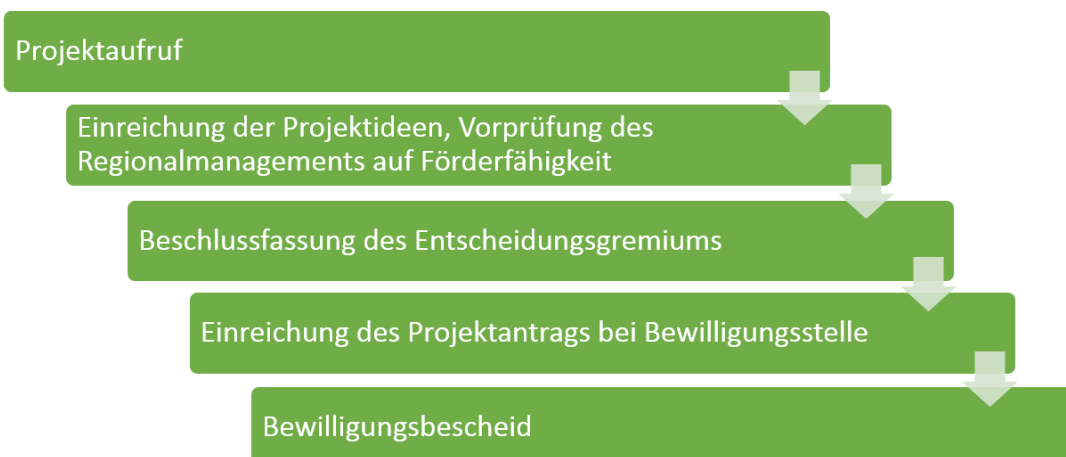 Projektaufruf
Einreichung der Projektideen, Vorprüfung des
Regionalmanagements auf Förderfähigkeit
Beschlussfassung des Entscheidungsgremiums
Einreichung des Projektantrags bei Bewilligungsstelle
Bewilligungsbescheid